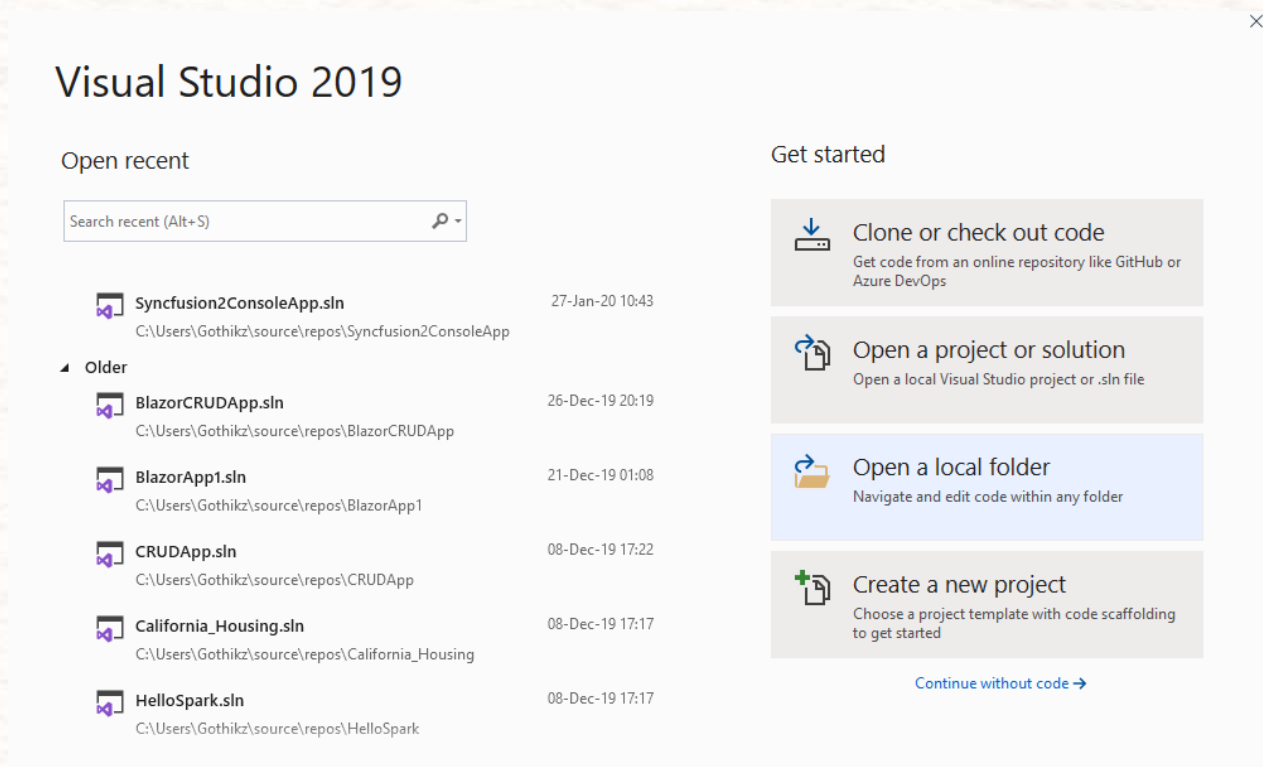 Visual Studio 2019
Open recent
Search recent (Alt+S)
Syncfusion2ConsoleApp.sln 27-Jan-20 10:43
C:\Users\Gothikz\source\repos\Syncfusion2ConsoleApp
Older
BlazorCRUDApp.sln 26-Dec-19 20:19
C:\Users\Gothikz\source\repos\BlazorCRUDApp
BlazorApp1.sln 21-Dec-19 01:08
C:\Users\Gothikz\source\repos\BlazorApp1
CRUDApp.sln 08-Dec-19 17:22
C:\Users\Gothikz\source\repos\CRUDApp
California_Housing.sln 08-Dec-19 17:17
C:\Users\Gothikz\source\repos\California_Housing
HelloSpark.sln 08-Dec-19 17:17
C:\Users\Gothikz\source\repos\HelloSpark
Get started
Clone or check out code
Get code from an online repository like GitHub or
Azure DevOps
Open a project or solution
Open a local Visual Studio project or .sln file
Open a local folder
Navigate and edit code within any folder
Create a new project
Choose a project template with code scaffolding
to get started
Continue without code →